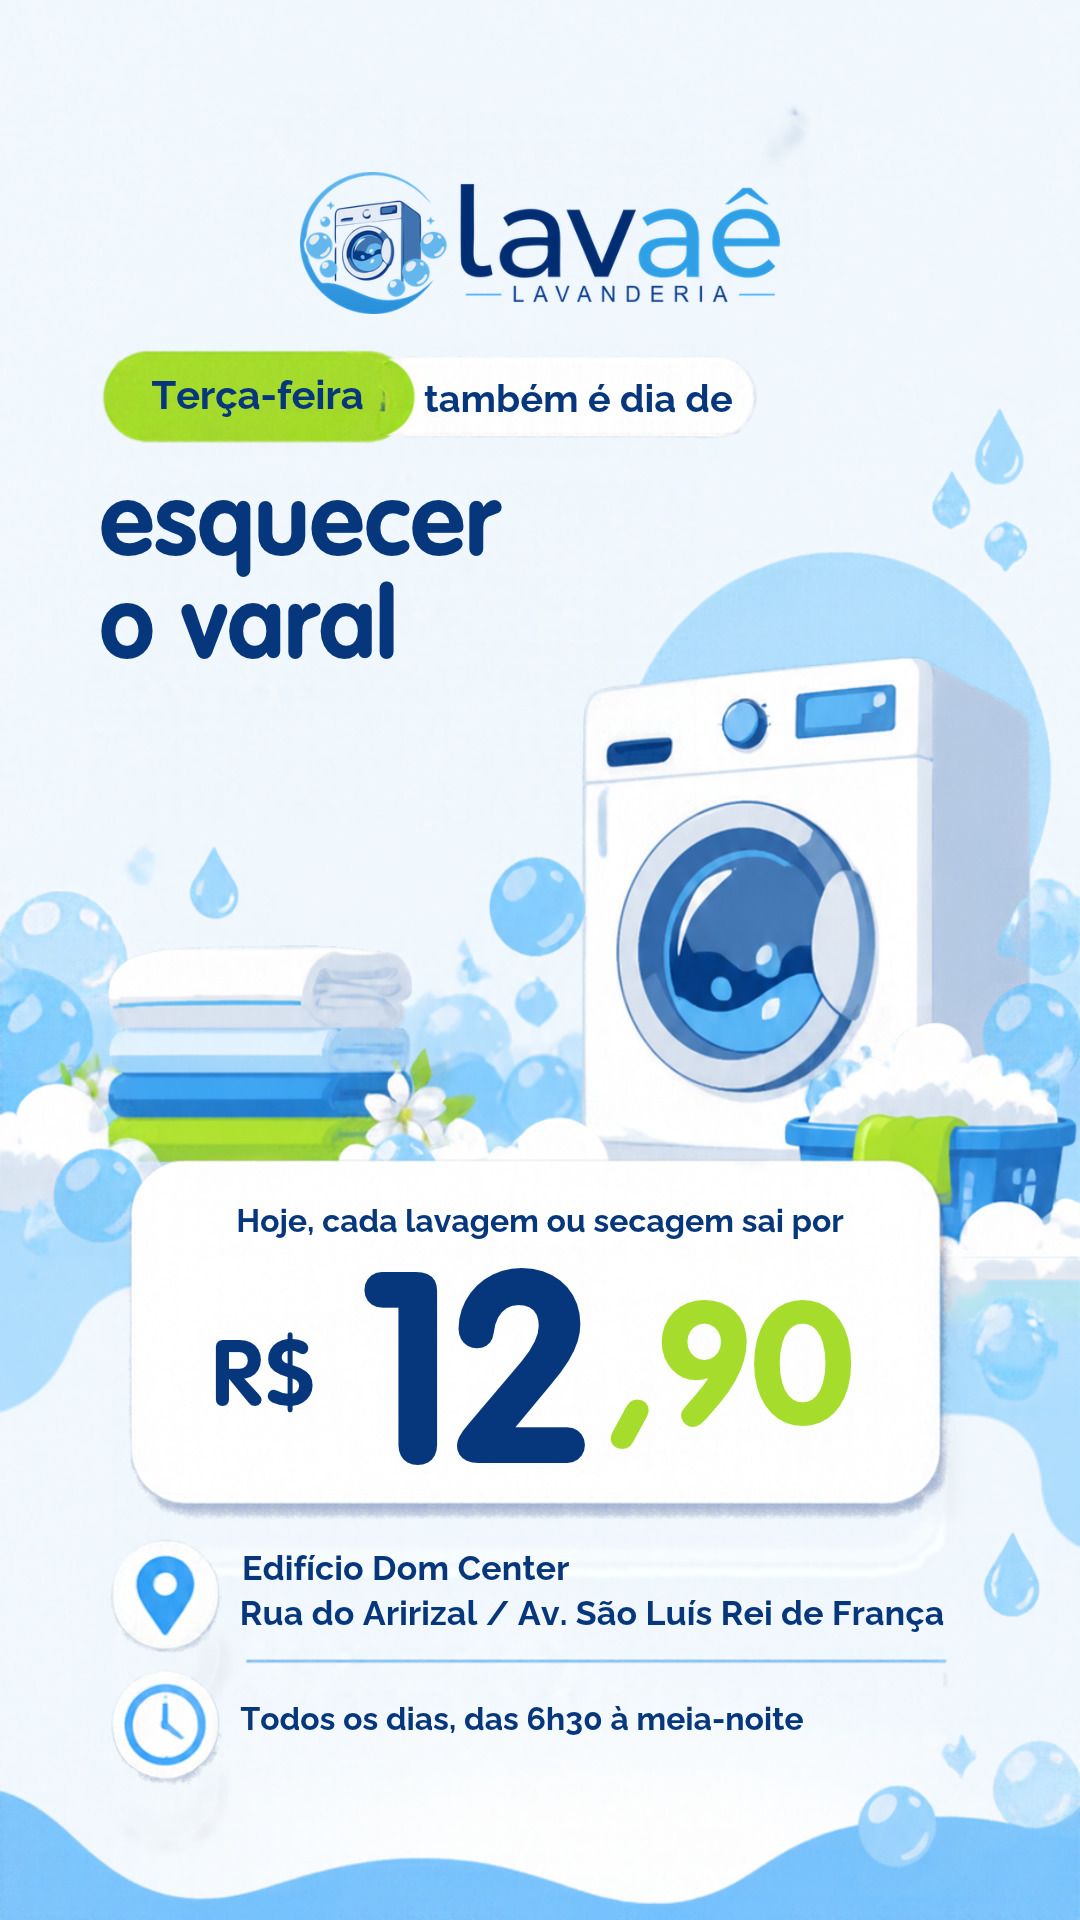 lavaê
LAVANDERIA
Terça-feira também é dia de
esquecer
o varal
Hoje, cada lavagem ou secagem sai por
R$ 12,90
Edifício Dom Center
Rua do Aririzal / Av. São Luís Rei de França
Todos os dias, das 6h30 à meia-noite